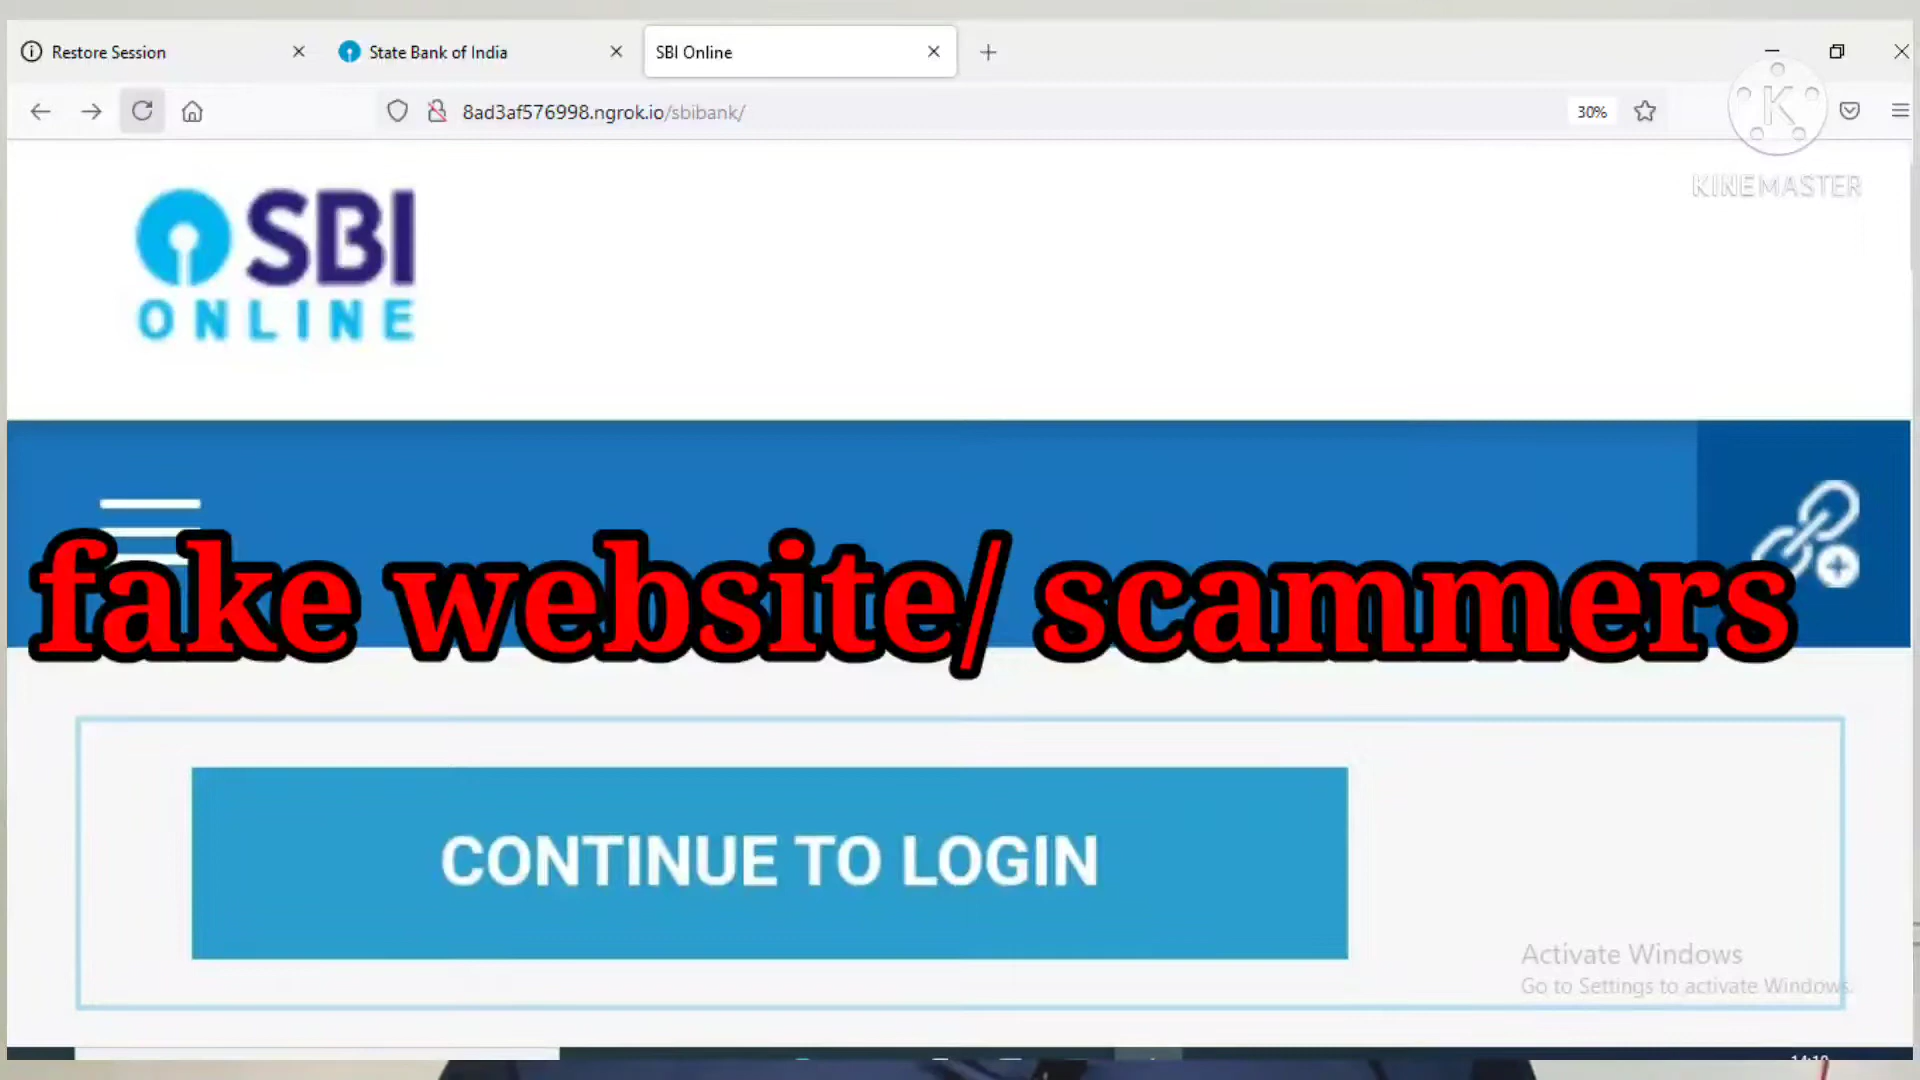 Restore Session
State Bank of India
SBI Online
8ad3af576998.ngrok.io/sbibank/
30%
K
KINEMASTER
SBI
ONLINE
fake website/ scammers
CONTINUE TO LOGIN
Activate Windows
Go to Settings to activate Windows.